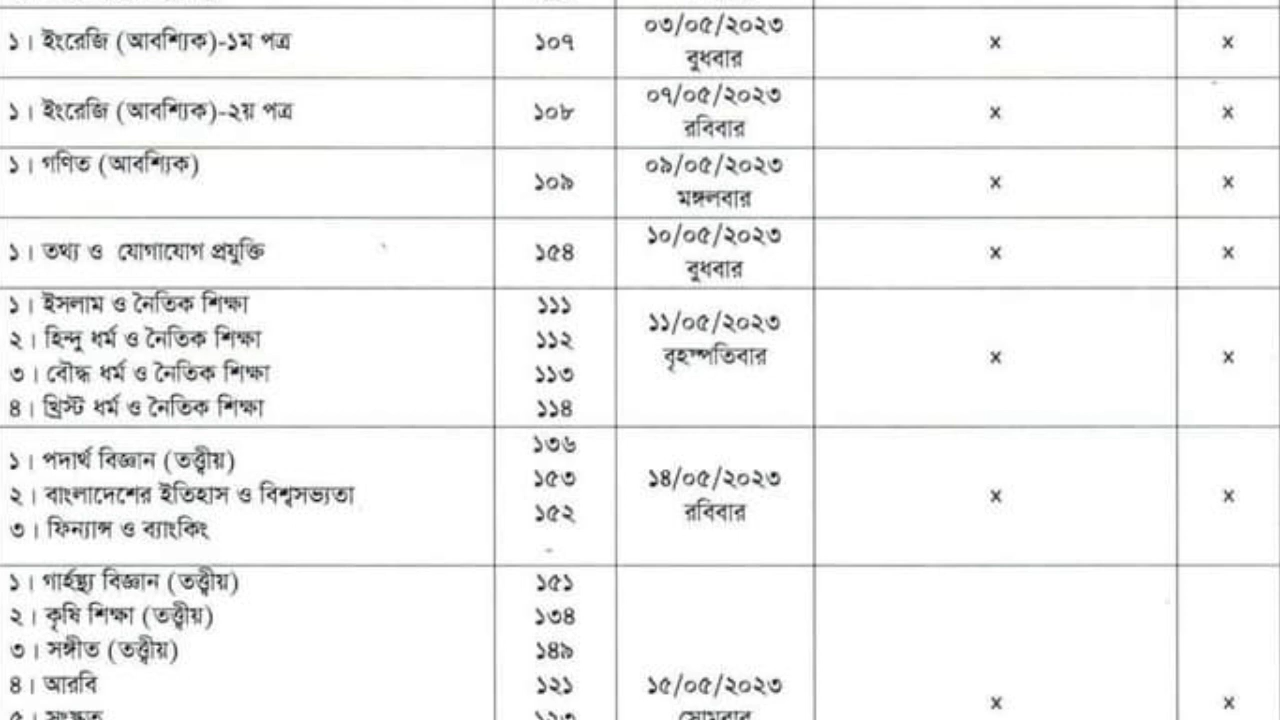 ১। ইংরেজি (আবশ্যিক)-১ম পত্র ১০৭ ০৩/০৫/২০২৩ x x
বুধবার
১। ইংরেজি (আবশ্যিক)-২য় পত্র ১০৮ ০৭/০৫/২০২৩ x x
রবিবার
১। গণিত (আবশ্যিক) ১০৯ ০৯/০৫/২০২৩ x x
মঙ্গলবার
১। তথ্য ও যোগাযোগ প্রযুক্তি ১৫৪ ১০/০৫/২০২৩ x x
বুধবার
১। ইসলাম ও নৈতিক শিক্ষা ১১১
২। হিন্দু ধর্ম ও নৈতিক শিক্ষা ১১২ ১১/০৫/২০২৩
৩। বৌদ্ধ ধর্ম ও নৈতিক শিক্ষা ১১৩ বৃহস্পতিবার x x
৪। খ্রিস্ট ধর্ম ও নৈতিক শিক্ষা ১১৪
১। পদার্থ বিজ্ঞান (তত্ত্বীয়) ১৩৬
২। বাংলাদেশের ইতিহাস ও বিশ্বসভ্যতা ১৫৩ ১৪/০৫/২০২৩ x x
৩। ফিন্যান্স ও ব্যাংকিং ১৫২ রবিবার
১। গার্হস্থ্য বিজ্ঞান (তত্ত্বীয়) ১৫১
২। কৃষি শিক্ষা (তত্ত্বীয়) ১৩৪
৩। সঙ্গীত (তত্ত্বীয়) ১৪৯
৪। আরবি ১২১ ১৫/০৫/২০২৩ x x
৫। সংস্কৃত ১২৩ সোমবার